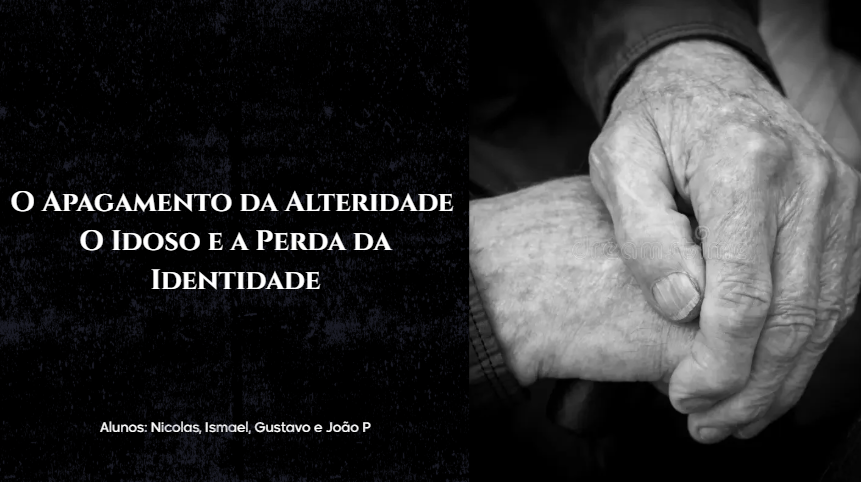 O Apagamento da Alteridade
O Idoso e a Perda da
Identidade
Alunos: Nicolas, Ismael, Gustavo e João P